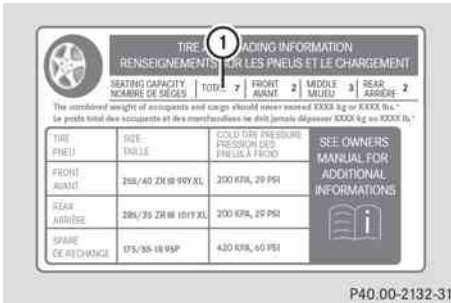 TIRE AND LOADING INFORMATION
RENSEIGNEMENTS SUR LES PNEUS ET LE CHARGEMENT
1
SEATING CAPACITY TOTAL 7 FRONT 2 MIDDLE 3 REAR 2
NOMBRE DE SIÈGES AVANT MILIEU ARRIÈRE
The combined weight of occupants and cargo should never exceed XXXX kg or XXXX lbs."
Le poids total des occupants et des marchandises ne doit jamais dépasser XXXX kg ou XXXX lb."
TIRE SIZE COLD TIRE PRESSURE SEE OWNERS
PNEU TAILLE PRESSION DES MANUAL FOR
PNEUS À FROID ADDITIONAL
INFORMATIONS
FRONT
AVANT 255/40 ZR 18 99Y XL 200 KPA, 29 PSI
REAR
ARRIÈRE 285/35 ZR 18 101Y XL 200 KPA, 29 PSI
SPARE
DE RECHANGE 175/55-18 95P 420 KPA, 60 PSI
i
P40.00-2132-31